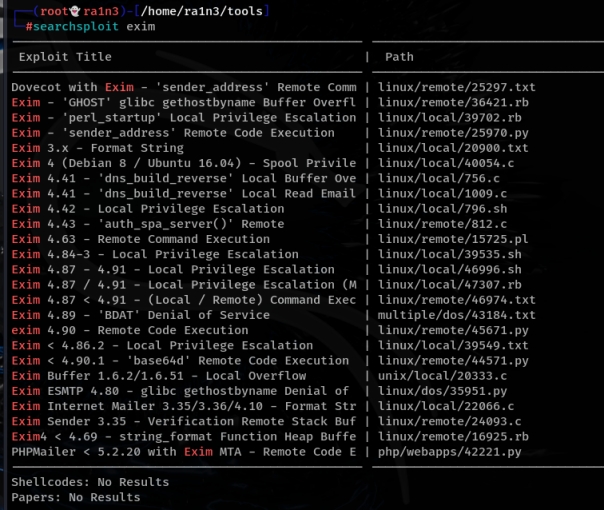 (root👻ra1n3)-[/home/ra1n3/tools]
#searchsploit exim
Exploit Title | Path
Dovecot with Exim - 'sender_address' Remote Comm | linux/remote/25297.txt
Exim - 'GHOST' glibc gethostbyname Buffer Overfl | linux/remote/36421.rb
Exim - 'perl_startup' Local Privilege Escalation | linux/local/39702.rb
Exim - 'sender_address' Remote Code Execution | linux/remote/25970.py
Exim 3.x - Format String | linux/local/20900.txt
Exim 4 (Debian 8 / Ubuntu 16.04) - Spool Privile | linux/local/40054.c
Exim 4.41 - 'dns_build_reverse' Local Buffer Ove | linux/local/756.c
Exim 4.41 - 'dns_build_reverse' Local Read Email | linux/local/1009.c
Exim 4.42 - Local Privilege Escalation | linux/local/796.sh
Exim 4.43 - 'auth_spa_server()' Remote | linux/remote/812.c
Exim 4.63 - Remote Command Execution | linux/remote/15725.pl
Exim 4.84-3 - Local Privilege Escalation | linux/local/39535.sh
Exim 4.87 - 4.91 - Local Privilege Escalation | linux/local/46996.sh
Exim 4.87 / 4.91 - Local Privilege Escalation (M | linux/local/47307.rb
Exim 4.87 < 4.91 - (Local / Remote) Command Exec | linux/remote/46974.txt
Exim 4.89 - 'BDAT' Denial of Service | multiple/dos/43184.txt
exim 4.90 - Remote Code Execution | linux/remote/45671.py
Exim < 4.86.2 - Local Privilege Escalation | linux/local/39549.txt
Exim < 4.90.1 - 'base64d' Remote Code Execution | linux/remote/44571.py
Exim Buffer 1.6.2/1.6.51 - Local Overflow | unix/local/20333.c
Exim ESMTP 4.80 - glibc gethostbyname Denial of | linux/dos/35951.py
Exim Internet Mailer 3.35/3.36/4.10 - Format Str | linux/local/22066.c
Exim Sender 3.35 - Verification Remote Stack Buf | linux/remote/24093.c
Exim4 < 4.69 - string_format Function Heap Buffe | linux/remote/16925.rb
PHPMailer < 5.2.20 with Exim MTA - Remote Code E | php/webapps/42221.py
Shellcodes: No Results
Papers: No Results